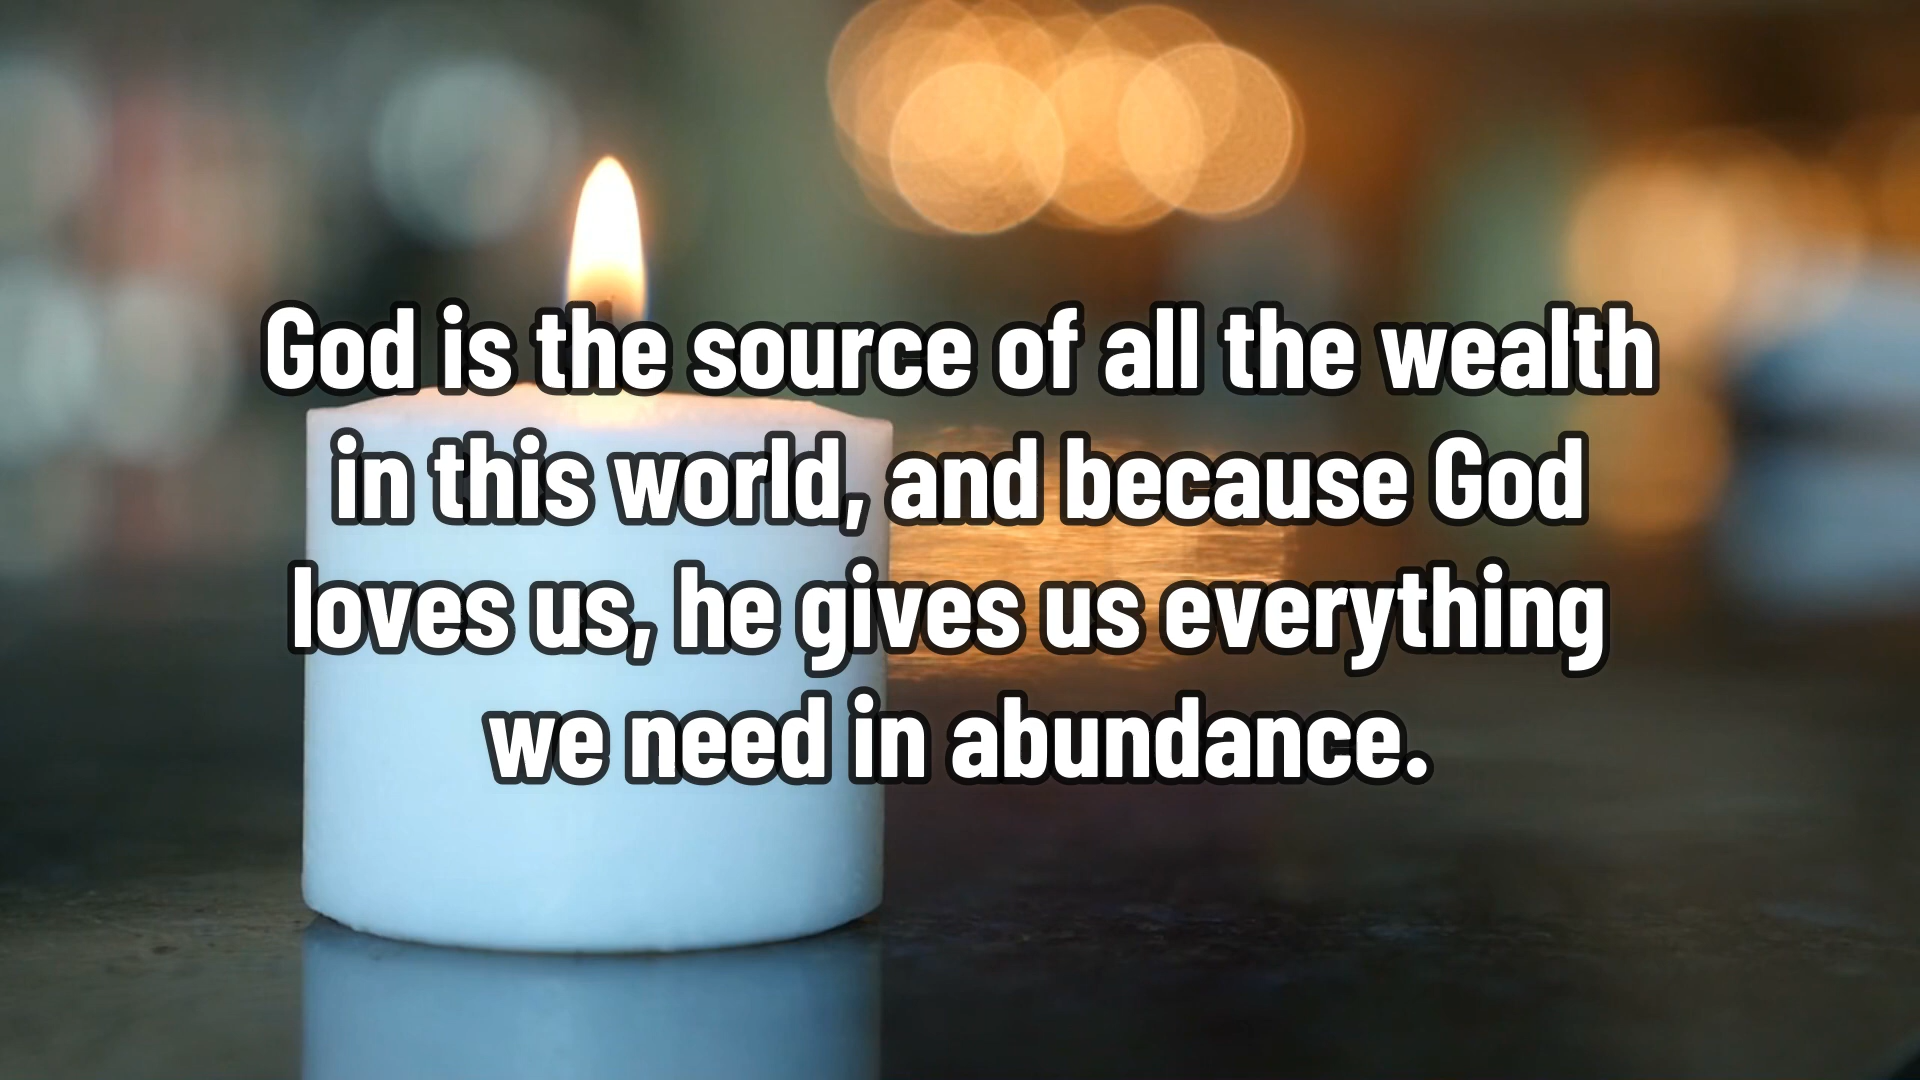 God is the source of all the wealth
in this world, and because God
loves us, he gives us everything
we need in abundance.